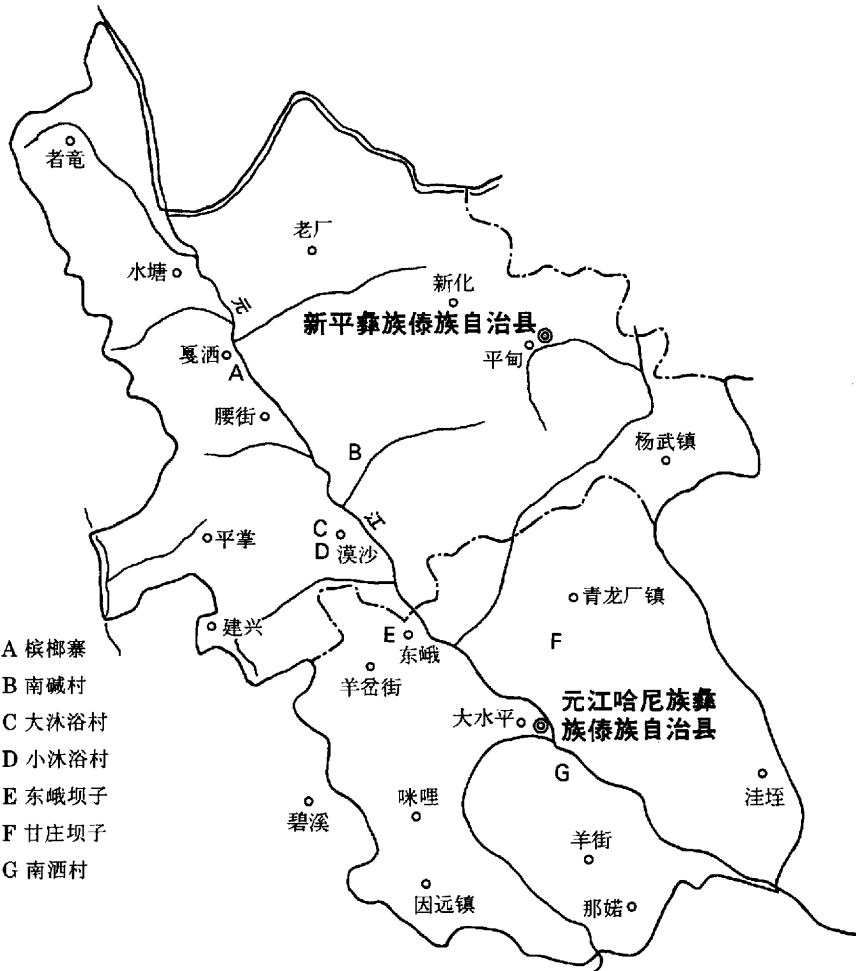 者竜
老厂
水塘
新化
元
新平彝族傣族自治县
戛洒
平甸
A
腰街
杨武镇
B
江
C
平掌
D
漠沙
青龙厂镇
建兴
E
东峨
F
羊岔街
A 槟榔寨
B 南碱村
C 大沐浴村
D 小沐浴村
E 东峨坝子
F 甘庄坝子
G 南洒村
元江哈尼族彝
族傣族自治县
大水平
G
洼垤
碧溪
咪哩
羊街
因远镇
那婼